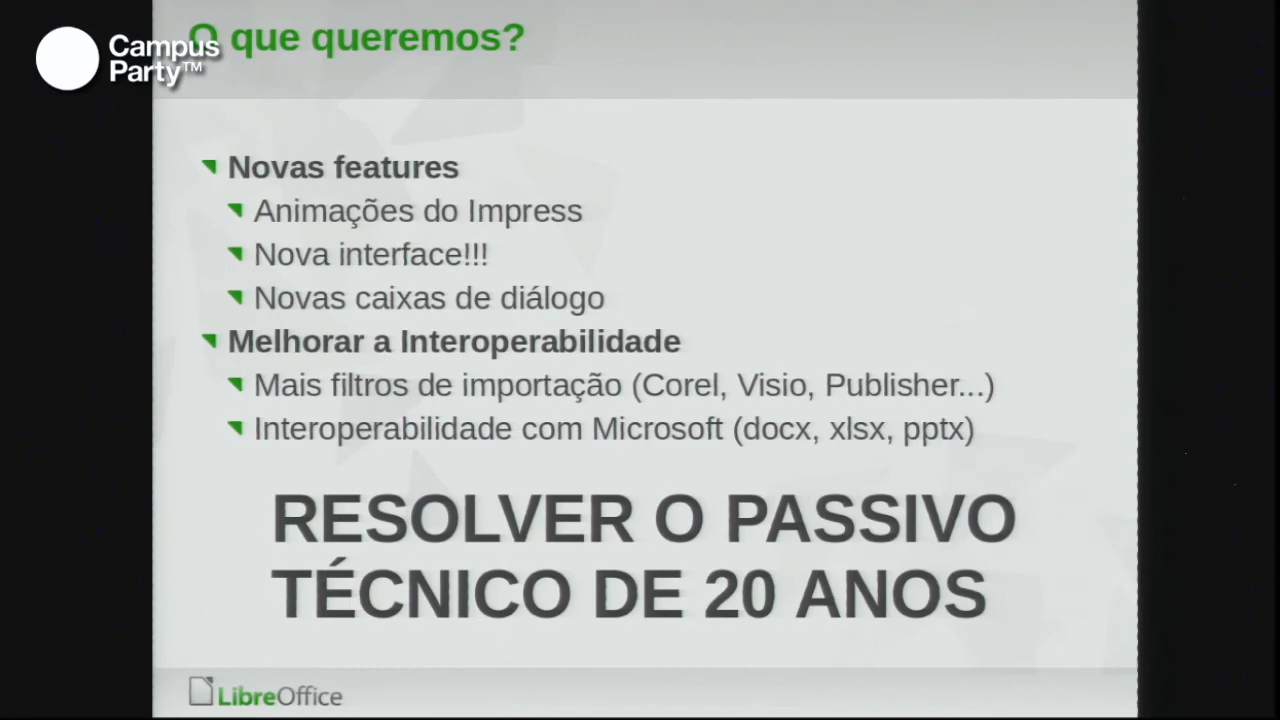 O que queremos?
Campus
Party™
Novas features
Animações do Impress
Nova interface!!!
Novas caixas de diálogo
Melhorar a Interoperabilidade
Mais filtros de importação (Corel, Visio, Publisher...)
Interoperabilidade com Microsoft (docx, xlsx, pptx)
RESOLVER O PASSIVO
TÉCNICO DE 20 ANOS
LibreOffice